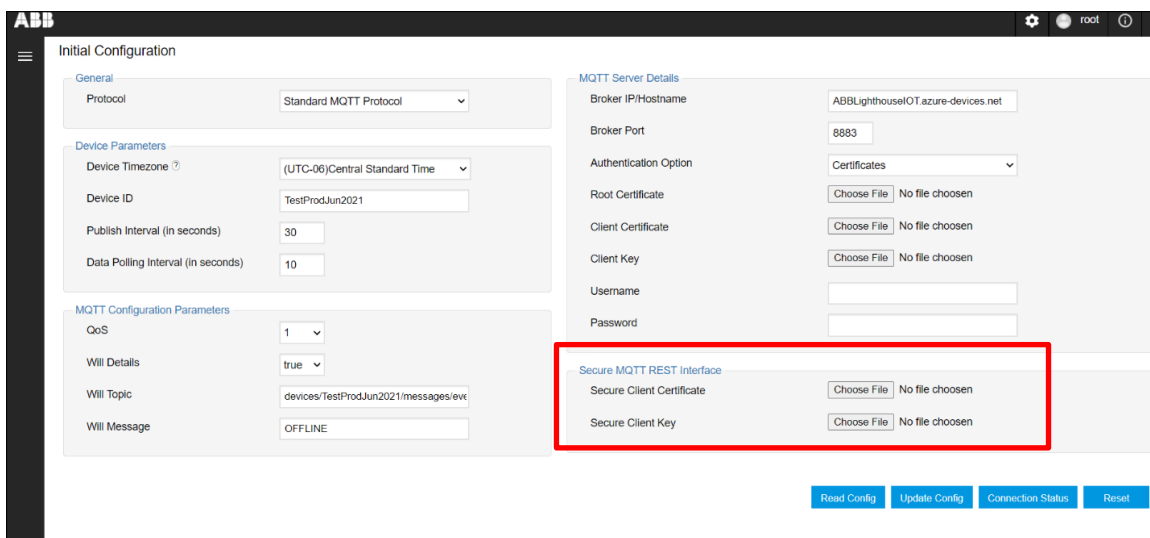 ABB
root
Initial Configuration
General
Protocol
Standard MQTT Protocol
Device Parameters
Device Timezone ?
(UTC-06)Central Standard Time
Device ID
TestProdJun2021
Publish Interval (in seconds)
30
Data Polling Interval (in seconds)
10
MQTT Configuration Parameters
QoS
1
Will Details
true
Will Topic
devices/TestProdJun2021/messages/eve
Will Message
OFFLINE
MQTT Server Details
Broker IP/Hostname
ABBLighthouseIOT.azure-devices.net
Broker Port
8883
Authentication Option
Certificates
Root Certificate
Choose File No file choosen
Client Certificate
Choose File No file choosen
Client Key
Choose File No file choosen
Username
Password
Secure MQTT REST Interface
Secure Client Certificate
Choose File No file choosen
Secure Client Key
Choose File No file choosen
Read Config Update Config Connection Status Reset